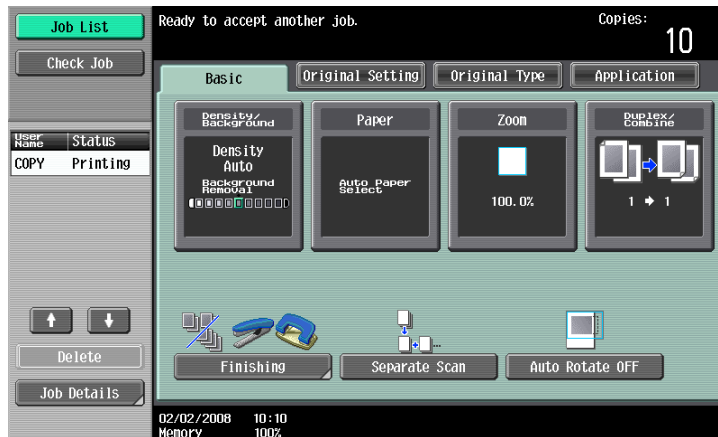 Job List
Check Job
User Name Status
COPY Printing
Delete
Job Details
Ready to accept another job.
Copies:
10
Basic
Original Setting
Original Type
Application
Density/
Background
Density
Auto
Background
Removal
Paper
Auto Paper
Select
Zoom
100.0%
Duplex/
Combine
1 → 1
Finishing
Separate Scan
Auto Rotate OFF
02/02/2008 10:10
Memory 100%